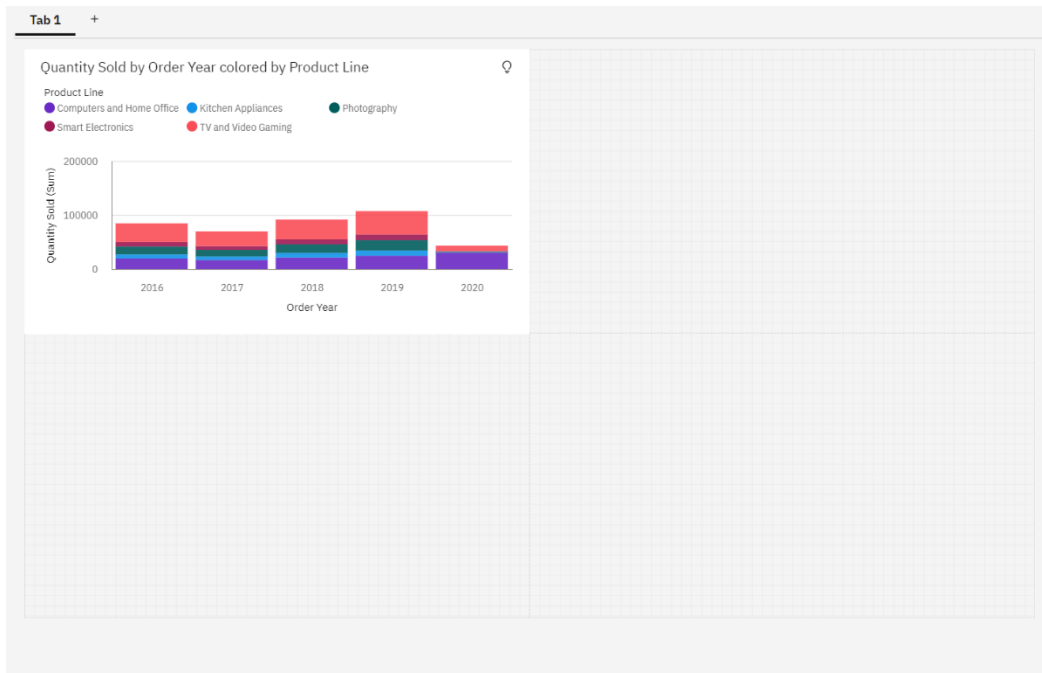 Tab 1 +
Quantity Sold by Order Year colored by Product Line
Product Line
Computers and Home Office Kitchen Appliances Photography
Smart Electronics TV and Video Gaming
Quantity Sold (Sum)
200000
100000
0
2016 2017 2018 2019 2020
Order Year